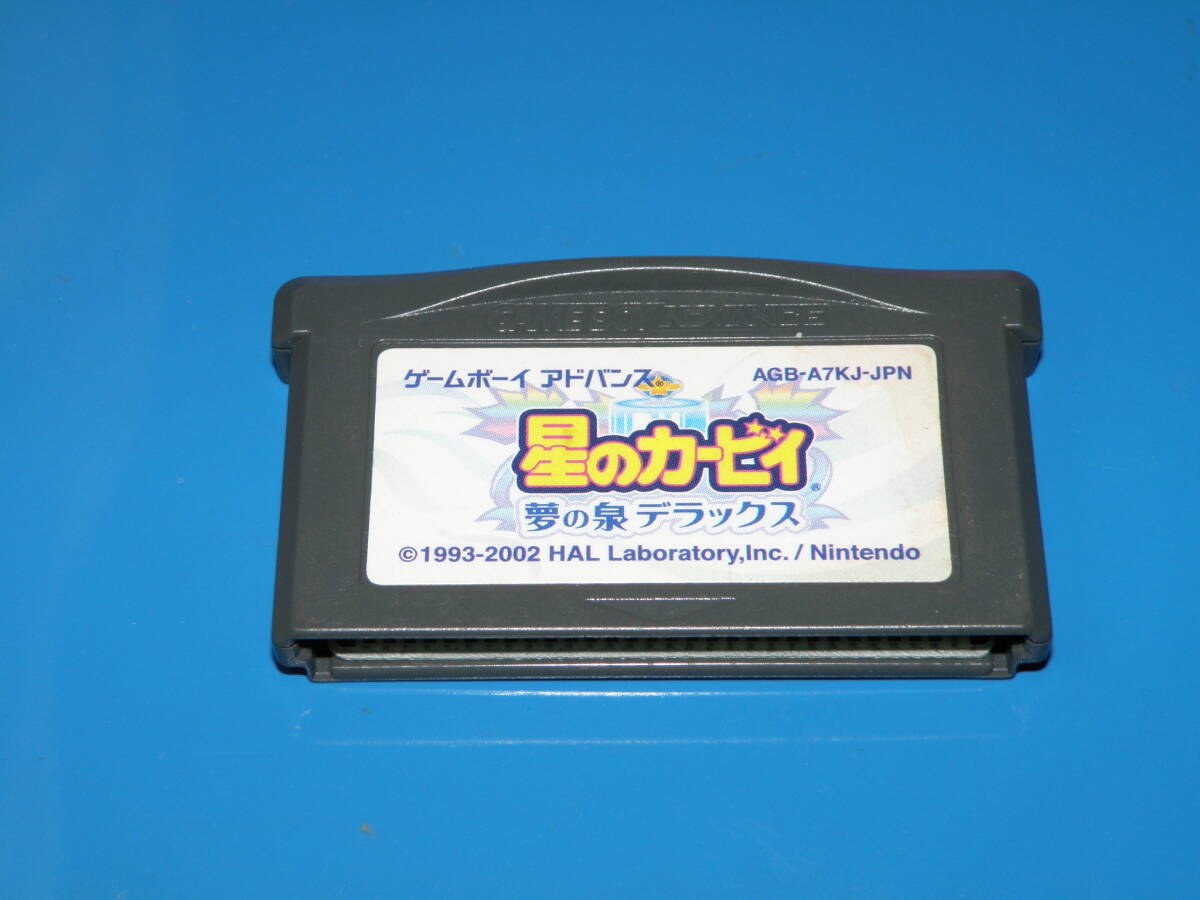 GAME BOY ADVANCE
ゲームボーイ アドバンス® AGB-A7KJ-JPN
星のカービィ®
夢の泉デラックス
©1993-2002 HAL Laboratory,Inc. / Nintendo